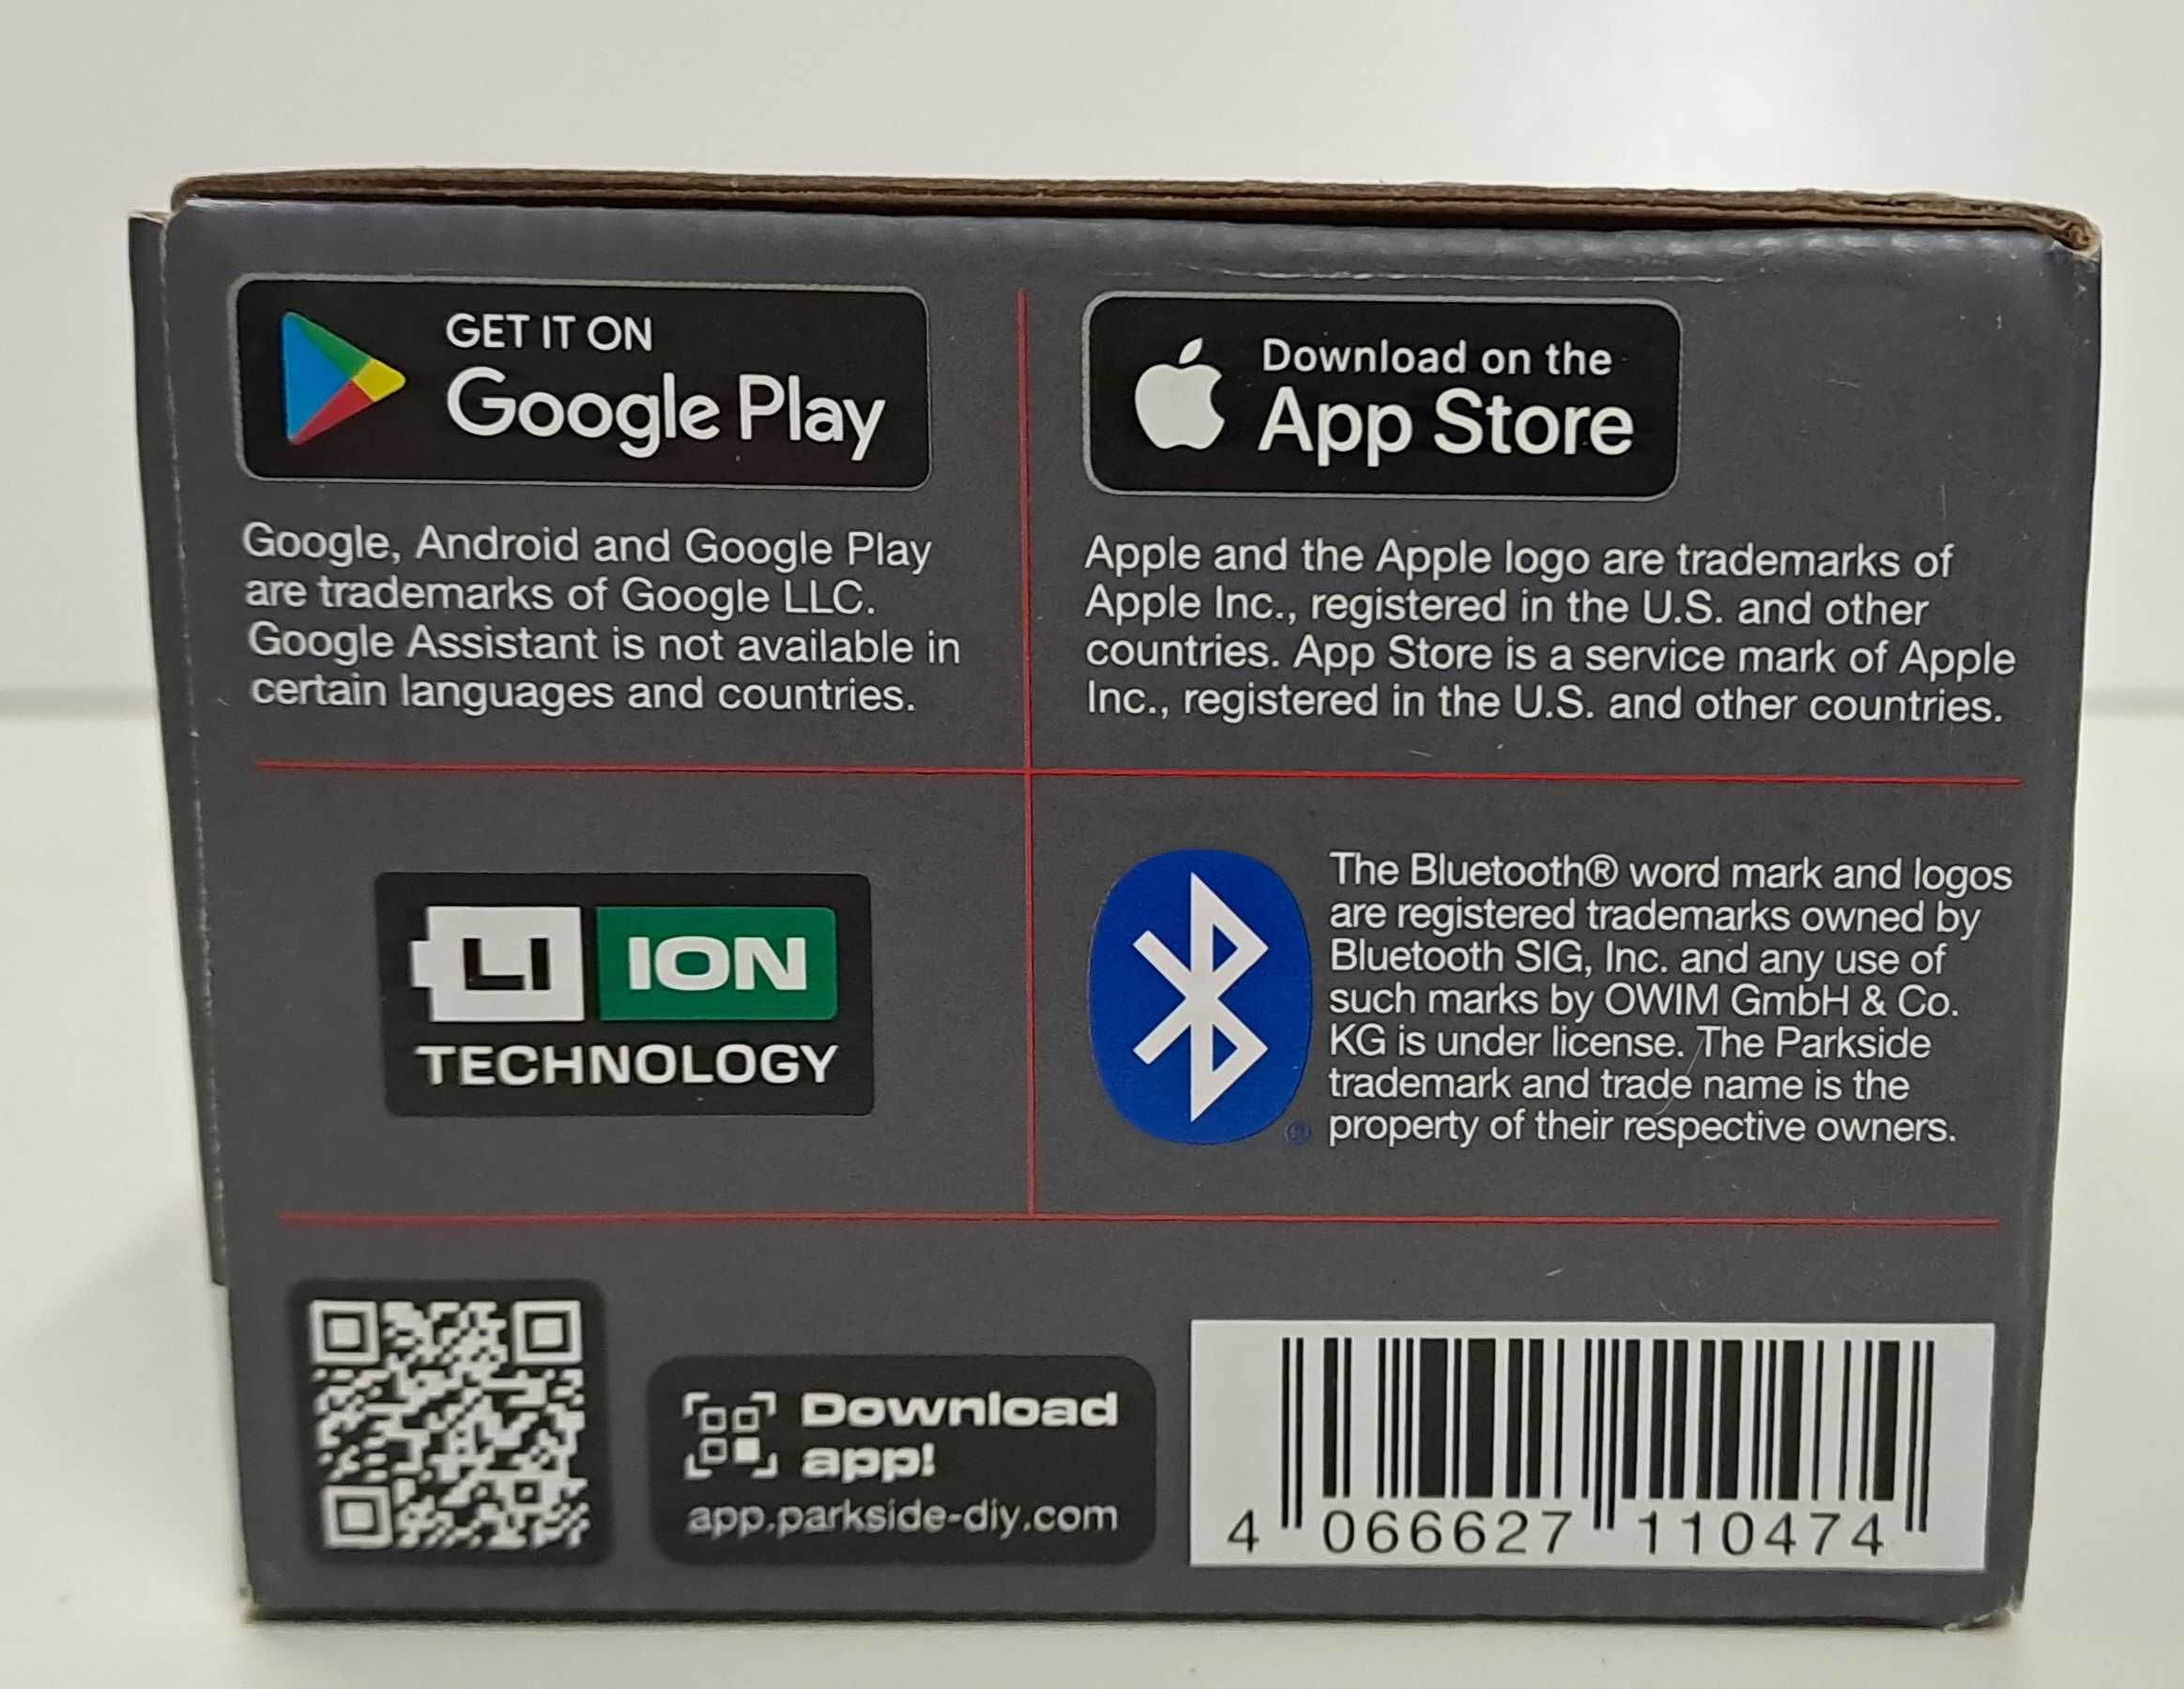 GET IT ON
Google Play
Google, Android and Google Play
are trademarks of Google LLC.
Google Assistant is not available in
certain languages and countries.
Download on the
App Store
Apple and the Apple logo are trademarks of
Apple Inc., registered in the U.S. and other
countries. App Store is a service mark of Apple
Inc., registered in the U.S. and other countries.
LI ION
TECHNOLOGY
The Bluetooth® word mark and logos
are registered trademarks owned by
Bluetooth SIG, Inc. and any use of
such marks by OWIM GmbH & Co.
KG is under license. The Parkside
trademark and trade name is the
property of their respective owners.
®
Download
app!
app.parkside-diy.com
4 066627 110474